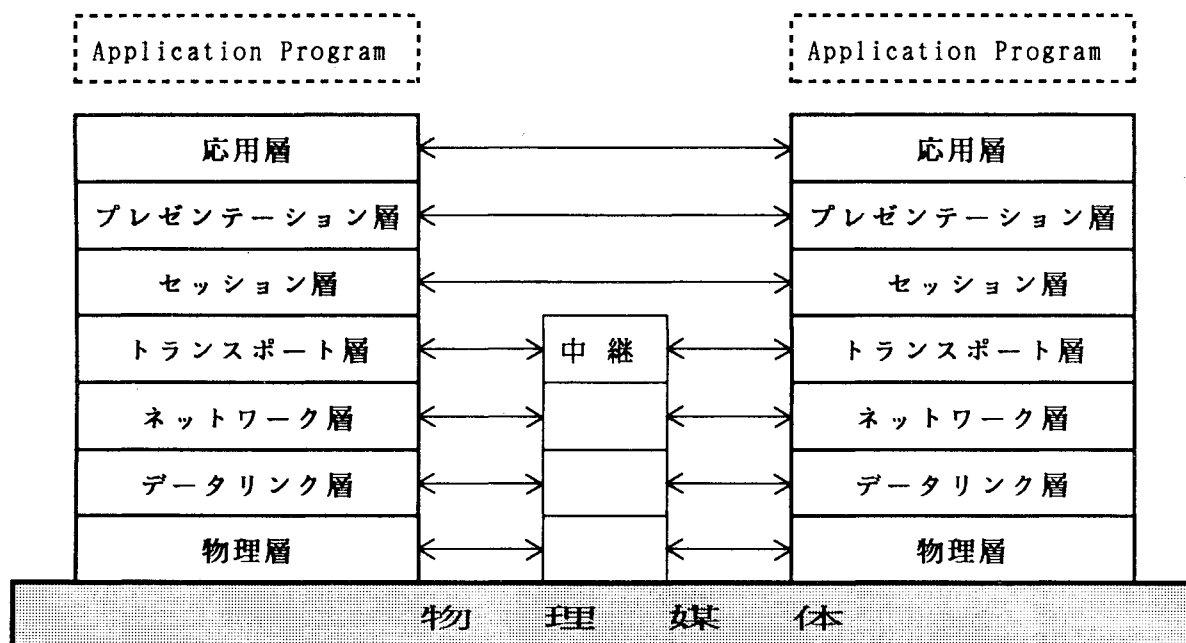 Application Program
Application Program
応用層
応用層
プレゼンテーション層
プレゼンテーション層
セッション層
セッション層
トランスポート層
中継
トランスポート層
ネットワーク層
ネットワーク層
データリンク層
データリンク層
物理層
物理層
物理媒体